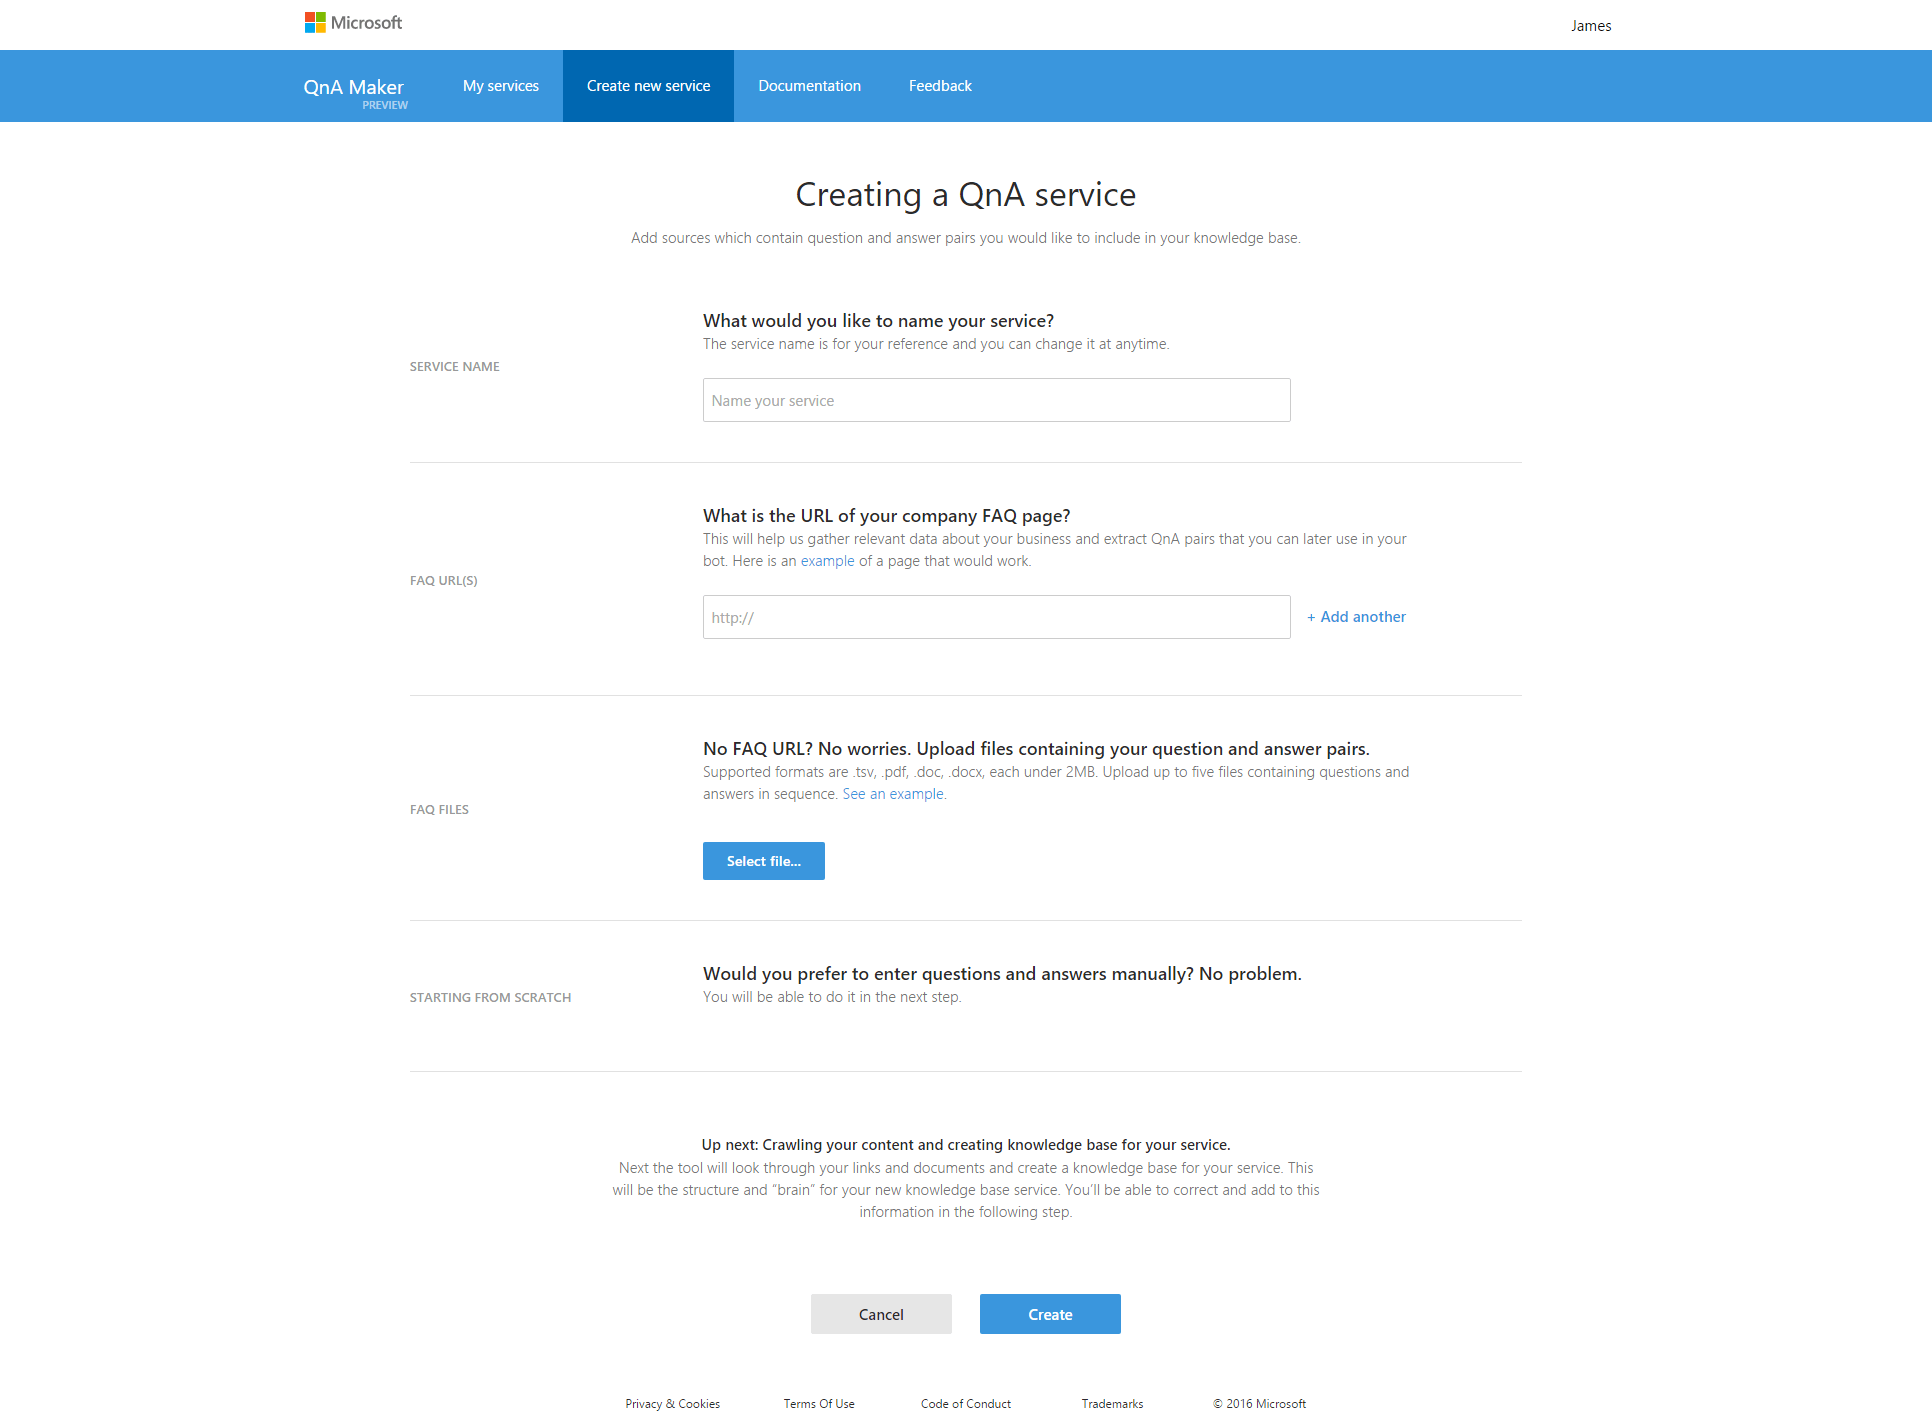 Microsoft
James
QnA Maker
PREVIEW
My services
Create new service
Documentation
Feedback
Creating a QnA service
Add sources which contain question and answer pairs you would like to include in your knowledge base.
SERVICE NAME
What would you like to name your service?
The service name is for your reference and you can change it at anytime.
Name your service
FAQ URL(S)
What is the URL of your company FAQ page?
This will help us gather relevant data about your business and extract QnA pairs that you can later use in your
bot. Here is an example of a page that would work.
http://
+ Add another
FAQ FILES
No FAQ URL? No worries. Upload files containing your question and answer pairs.
Supported formats are .tsv, .pdf, .doc, .docx, each under 2MB. Upload up to five files containing questions and
answers in sequence. See an example.
Select file...
STARTING FROM SCRATCH
Would you prefer to enter questions and answers manually? No problem.
You will be able to do it in the next step.
Up next: Crawling your content and creating knowledge base for your service.
Next the tool will look through your links and documents and create a knowledge base for your service. This
will be the structure and “brain” for your new knowledge base service. You’ll be able to correct and add to this
information in the following step.
Cancel
Create
Privacy & Cookies
Terms Of Use
Code of Conduct
Trademarks
© 2016 Microsoft